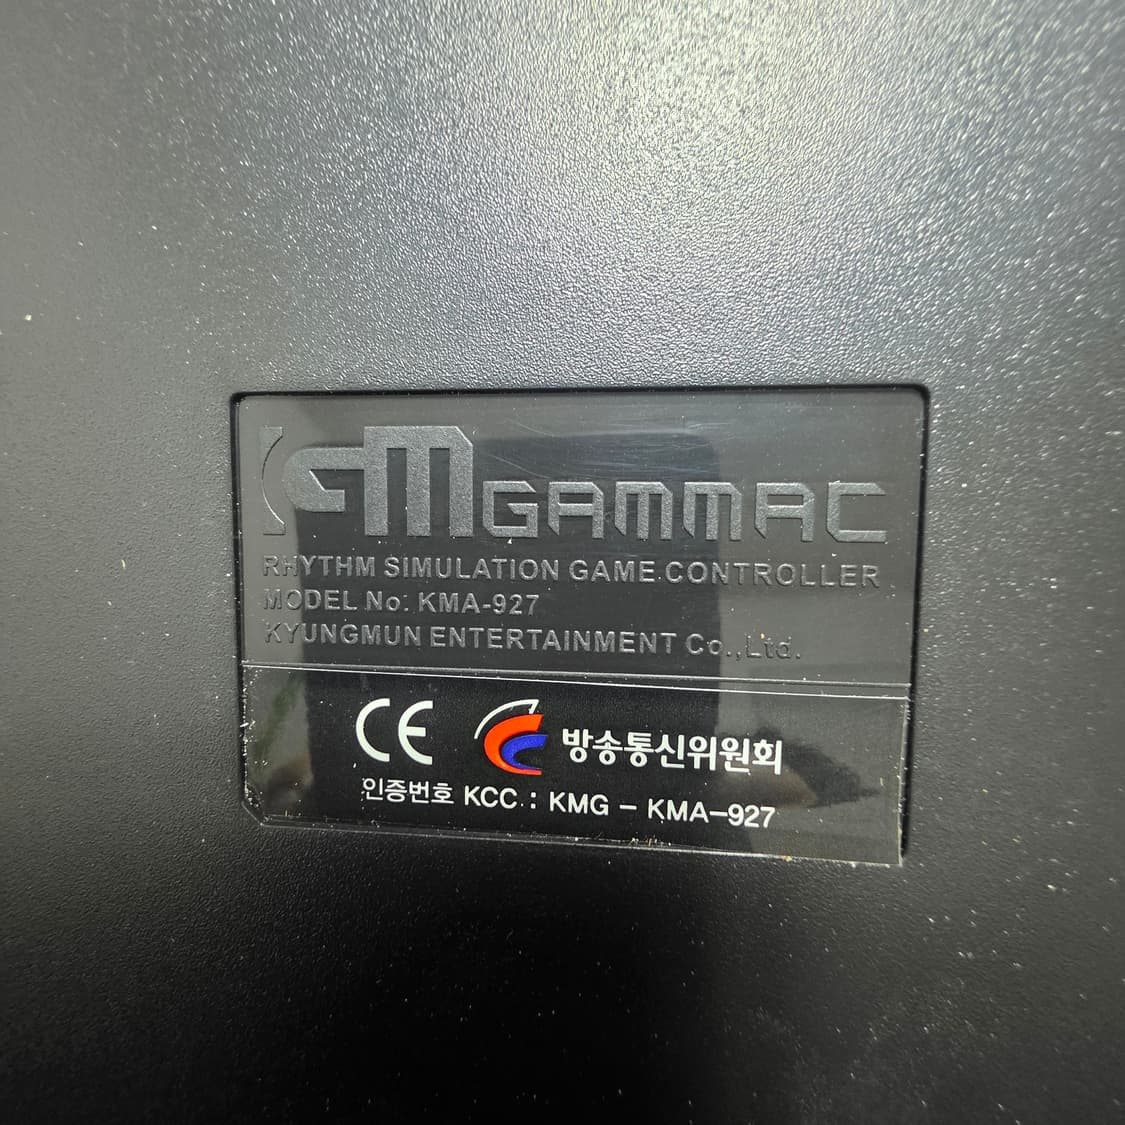 KM GAMMAC
RHYTHM SIMULATION GAME CONTROLLER
MODEL No: KMA-927
KYUNGMUN ENTERTAINMENT Co.,Ltd.
CE 방송통신위원회
인증번호 KCC : KMG - KMA-927